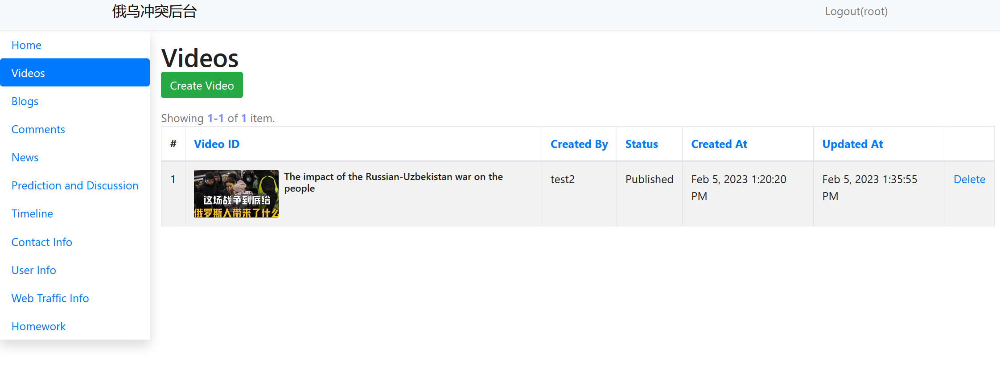 俄乌冲突后台
Logout(root)
Home
Videos
Blogs
Comments
News
Prediction and Discussion
Timeline
Contact Info
User Info
Web Traffic Info
Homework
Videos
Create Video
Showing 1-1 of 1 item.
# Video ID Created By Status Created At Updated At
1 The impact of the Russian-Uzbekistan war on the test2 Published Feb 5, 2023 1:20:20 Feb 5, 2023 1:35:55 Delete
people PM PM
这场战争到底给
俄罗斯人带来了什么